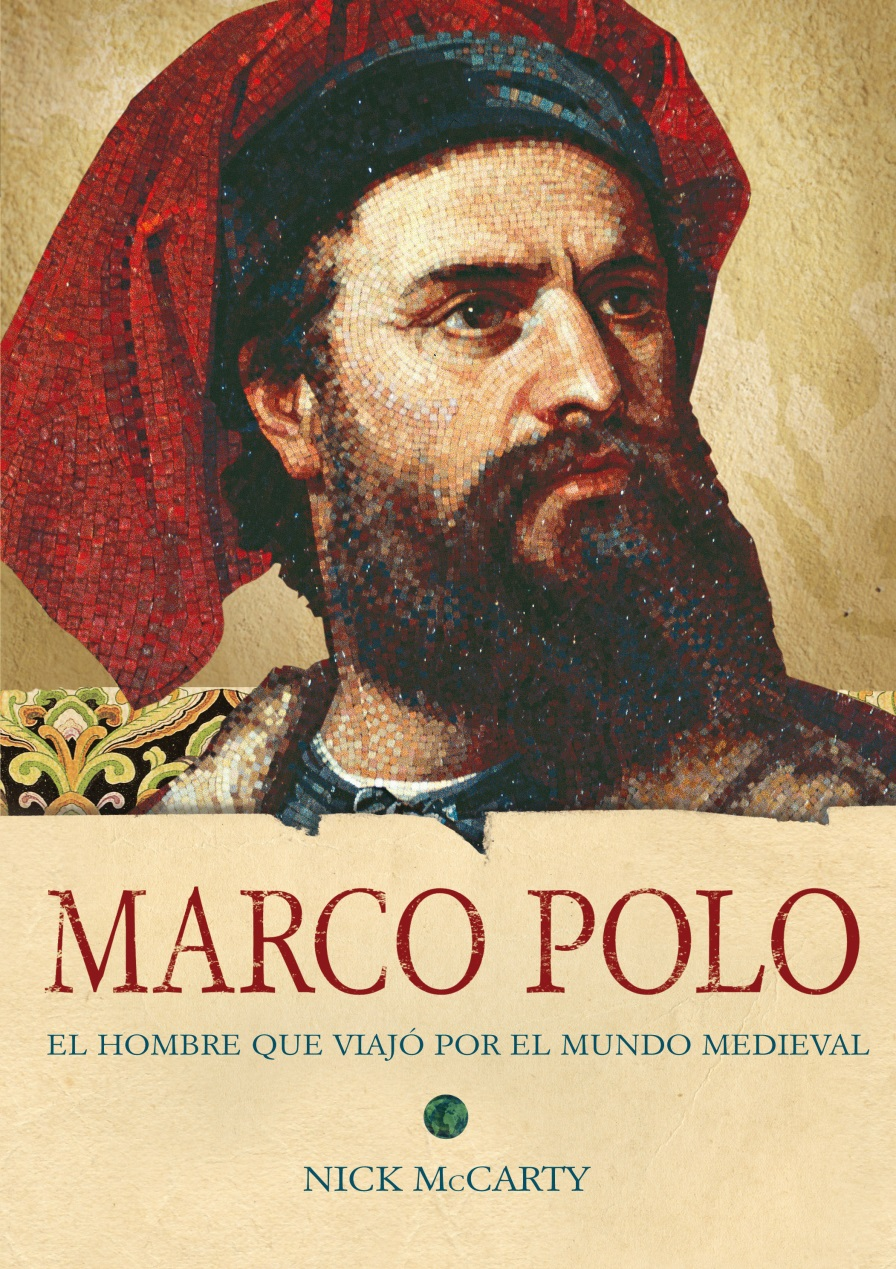 MARCO POLO
EL HOMBRE QUE VIAJÓ POR EL MUNDO MEDIEVAL
NICK McCARTY